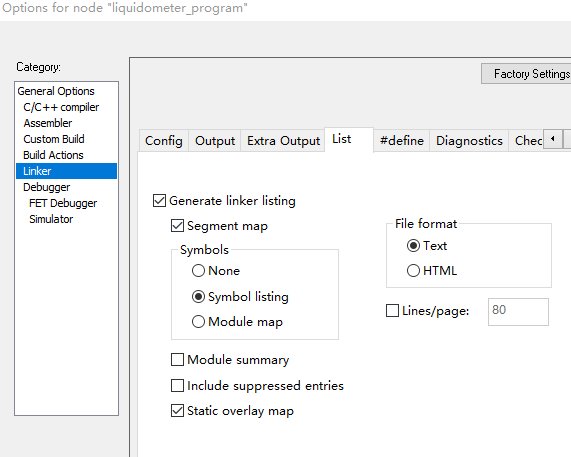 Options for node "liquidometer_program"
Category:
Factory Settings
General Options
C/C++ compiler
Assembler
Custom Build
Build Actions
Linker
Debugger
FET Debugger
Simulator
Config Output Extra Output List #define Diagnostics Chec
Generate linker listing
Segment map
Symbols
None
Symbol listing
Module map
File format
Text
HTML
Lines/page: 80
Module summary
Include suppressed entries
Static overlay map